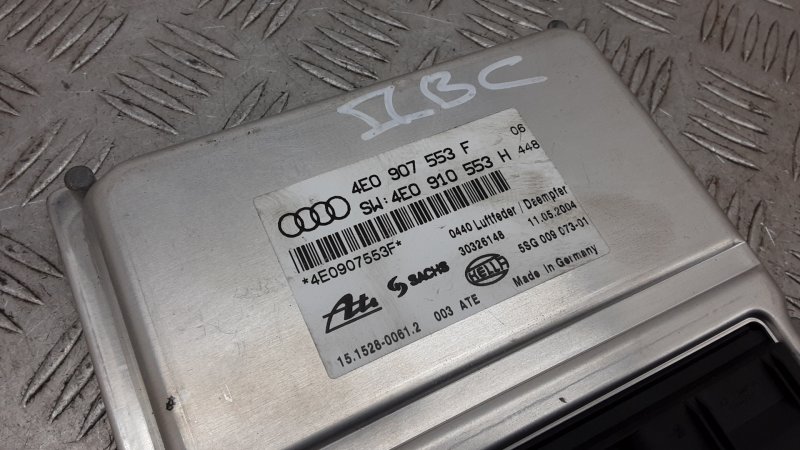 ДВС
4E0 907 553 F
06
SW: 4E0 910 553 H
448
*4E0907553F*
0440 Luftfeder/Daempfer
30326148
11.05.2004
Ate
SACHS
HELLA
5SG 009 073-01
15.1528-0061.2
003 ATE
Made in Germany